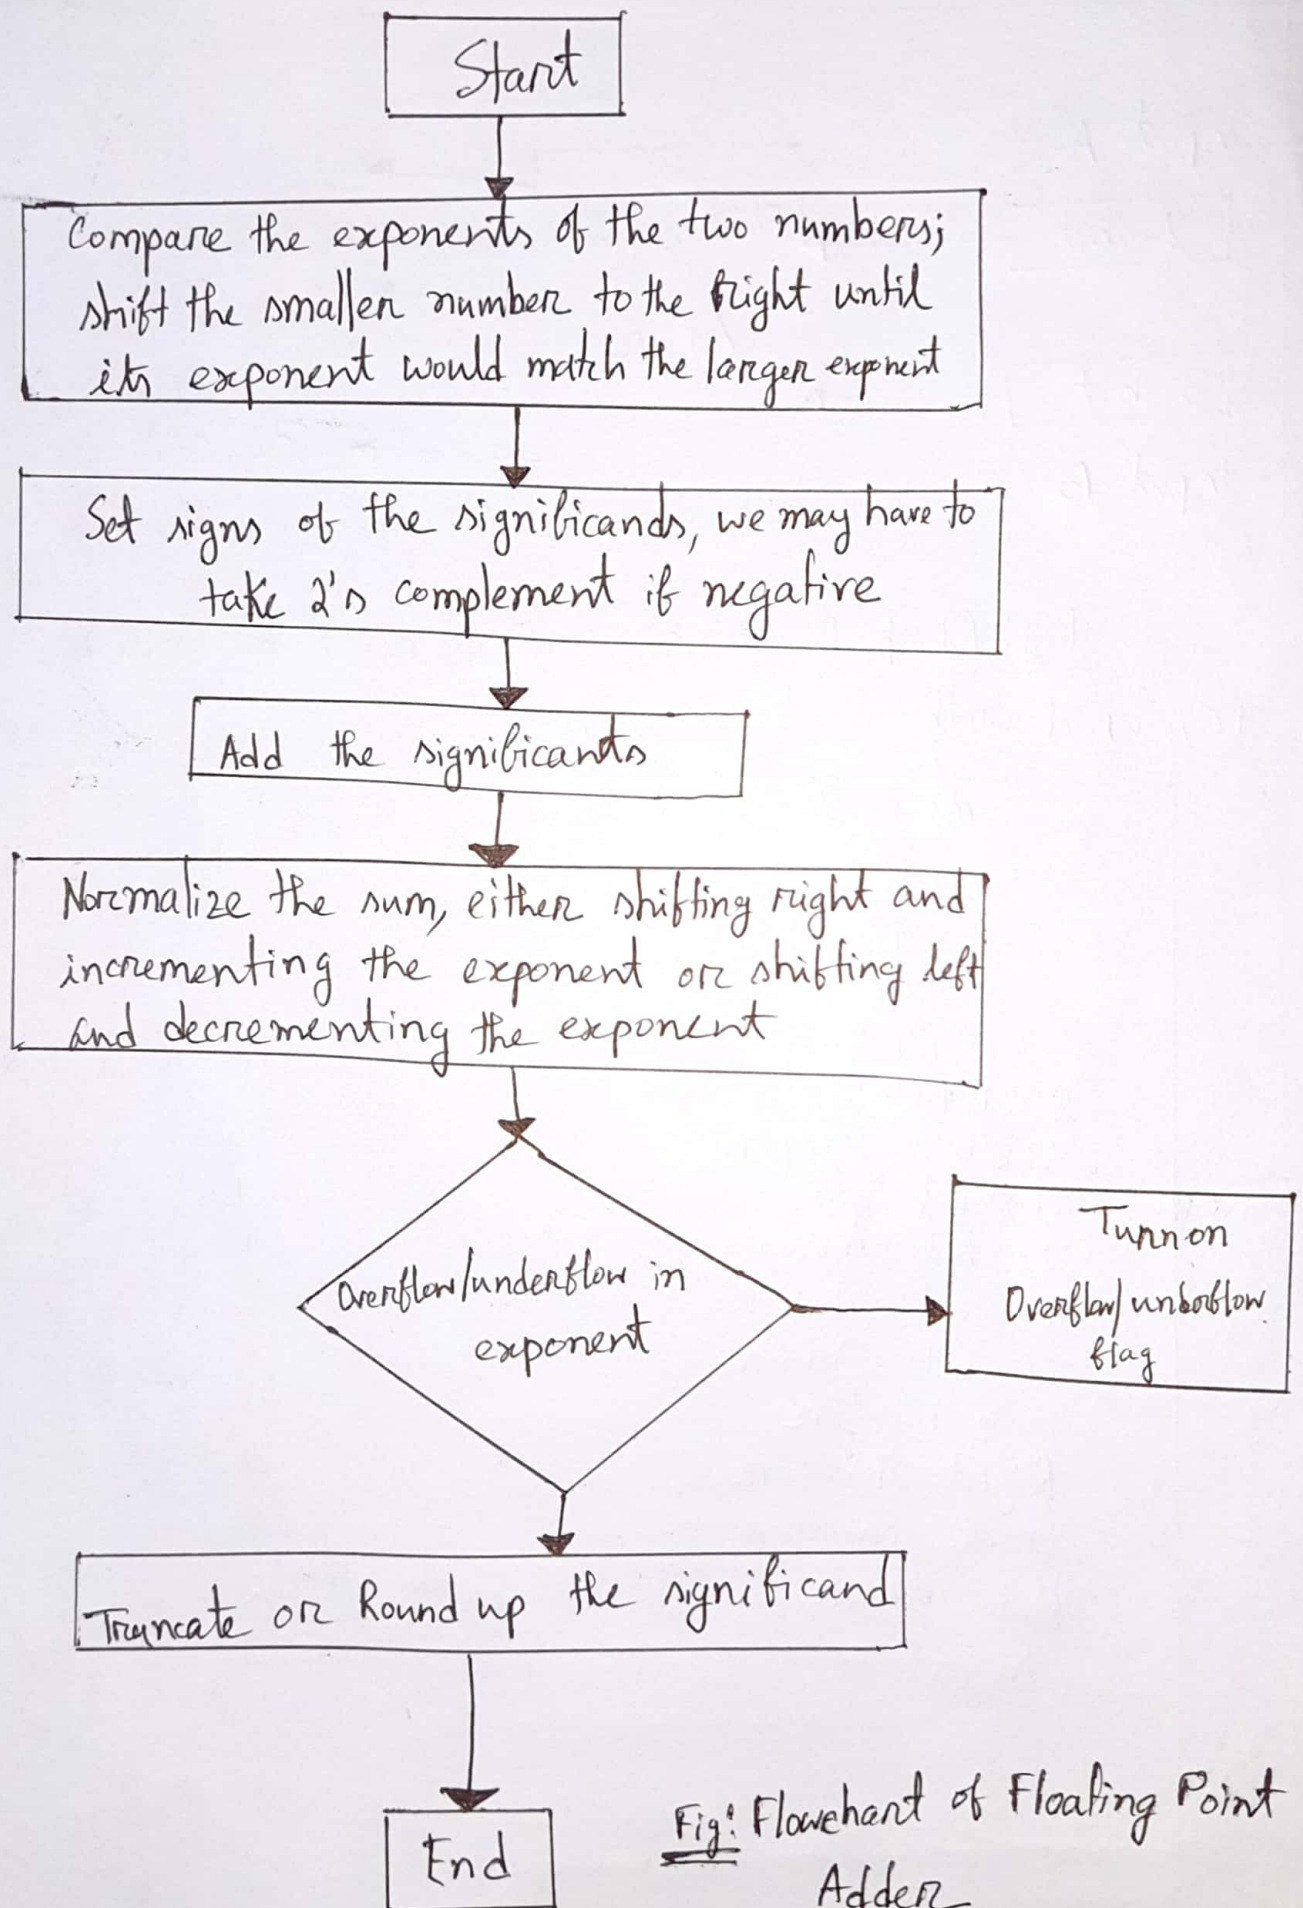 Start
Compare the exponents of the two numbers;
shift the smaller number to the right until
its exponent would match the larger exponent
Set signs of the significands, we may have to
take 2's complement if negative
Add the significants
Normalize the sum, either shifting right and
incrementing the exponent or shifting left
and decrementing the exponent
Overflow/underflow in
exponent
Turn on
Overflow/ underflow
flag
Truncate or Round up the significand
End
Fig: Flowchart of Floating Point
Adder